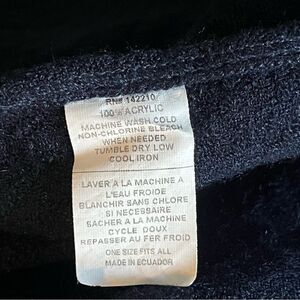 RN# 142210
100% ACRYLIC
MACHINE WASH COLD
NON-CHLORINE BLEACH
WHEN NEEDED
TUMBLE DRY LOW
COOL IRON
LAVER A LA MACHINE A
L'EAU FROIDE
BLANCHIR SANS CHLORE
SI NECESSAIRE
SACHER A LA MACHINE
CYCLE DOUX
REPASSER AU FER FROID
ONE SIZE FITS ALL
MADE IN ECUADOR